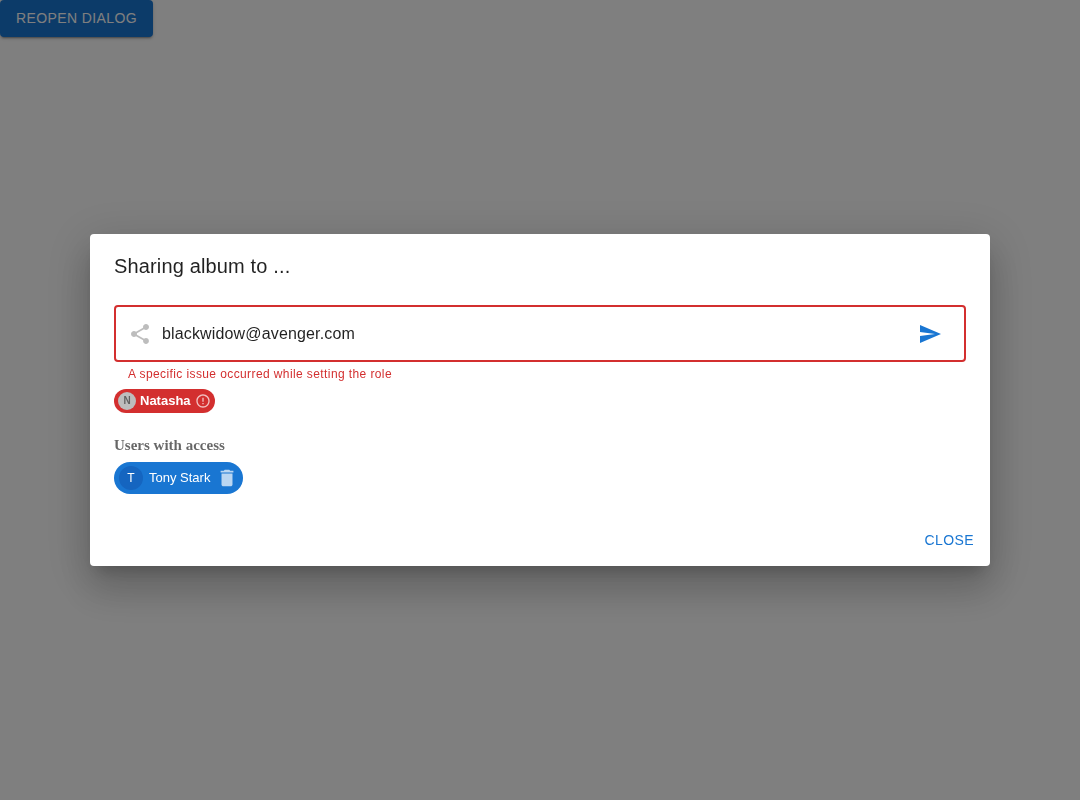 REOPEN DIALOG
Sharing album to ...
blackwidow@avenger.com
A specific issue occurred while setting the role
N Natasha
Users with access
T Tony Stark
CLOSE